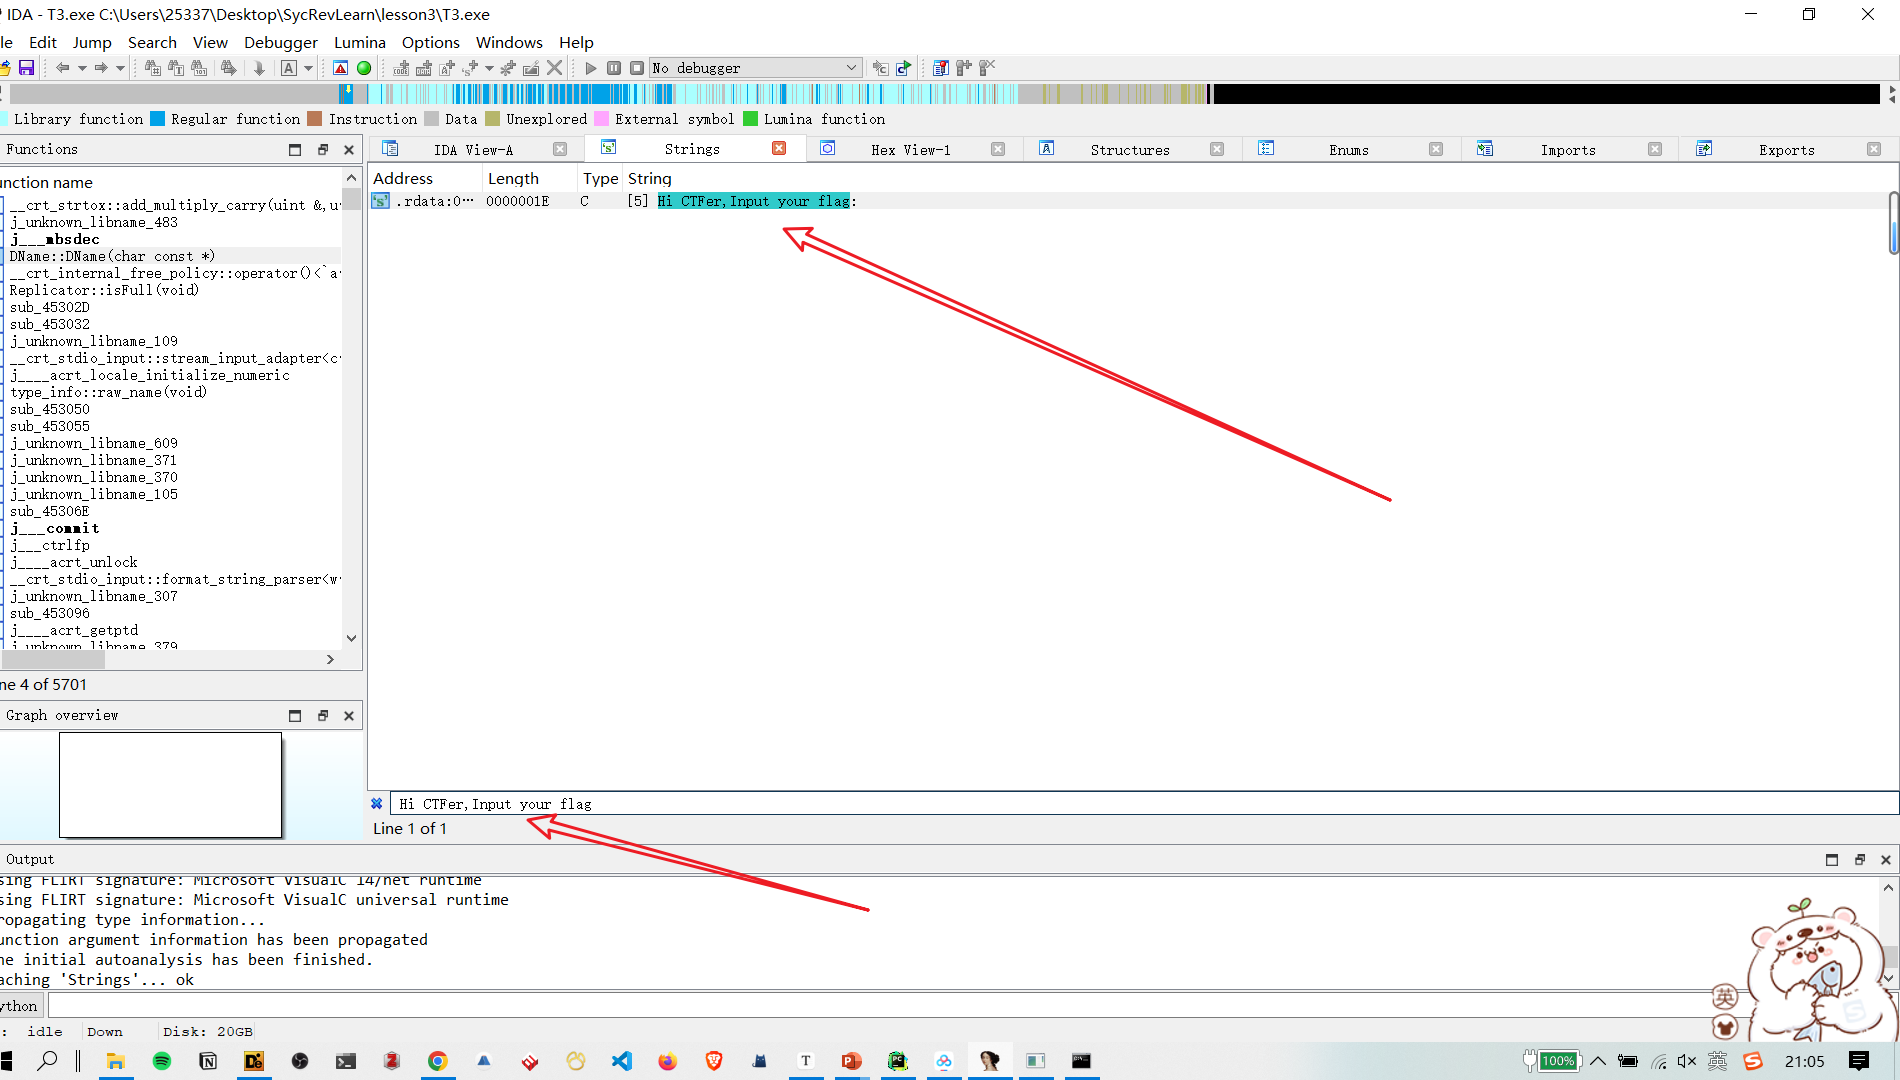 IDA - T3.exe C:\Users\25337\Desktop\SycRevLearn\lesson3\T3.exe
le Edit Jump Search View Debugger Lumina Options Windows Help
No debugger
Library function Regular function Instruction Data Unexplored External symbol Lumina function
Functions
unction name
__crt_strtox::add_multiply_carry(uint &,u
j_unknown_libname_483
j___mbsdec
DName::DName(char const *)
__crt_internal_free_policy::operator()<`a
Replicator::isFull(void)
sub_45302D
sub_453032
j_unknown_libname_109
__crt_stdio_input::stream_input_adapter<c
j____acrt_locale_initialize_numeric
type_info::raw_name(void)
sub_453050
sub_453055
j_unknown_libname_609
j_unknown_libname_371
j_unknown_libname_370
j_unknown_libname_105
sub_45306E
j___commit
j___ctrlfp
j____acrt_unlock
__crt_stdio_input::format_string_parser<w
j_unknown_libname_307
sub_453096
j____acrt_getptd
j_unknown_libname_379
ne 4 of 5701
Graph overview
IDA View-A Strings Hex View-1 Structures Enums Imports Exports
Address Length Type String
.rdata:0… 0000001E C [5] Hi CTFer,Input your flag:
Hi CTFer,Input your flag
Line 1 of 1
Output
sing FLIRT signature: Microsoft VisualC 14/net runtime
sing FLIRT signature: Microsoft VisualC universal runtime
ropagating type information...
unction argument information has been propagated
he initial autoanalysis has been finished.
aching 'Strings'... ok
ython
: idle Down Disk: 20GB
英
100% 英 21:05